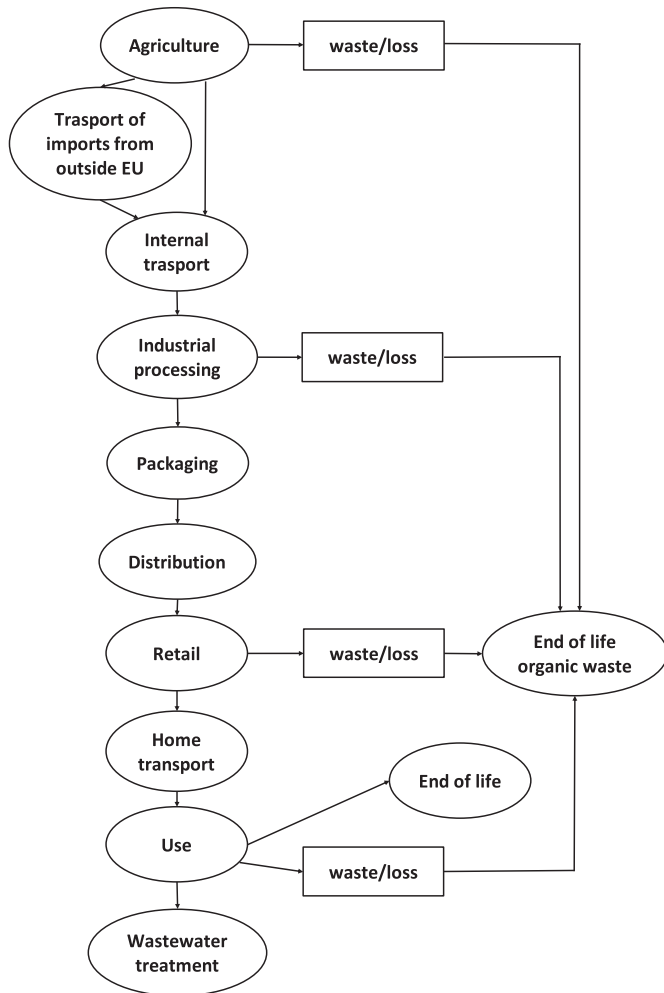 Agriculture
waste/loss
Trasport of
imports from
outside EU
Internal
trasport
Industrial
processing
waste/loss
Packaging
Distribution
Retail
waste/loss
End of life
organic waste
Home
transport
End of life
Use
waste/loss
Wastewater
treatment